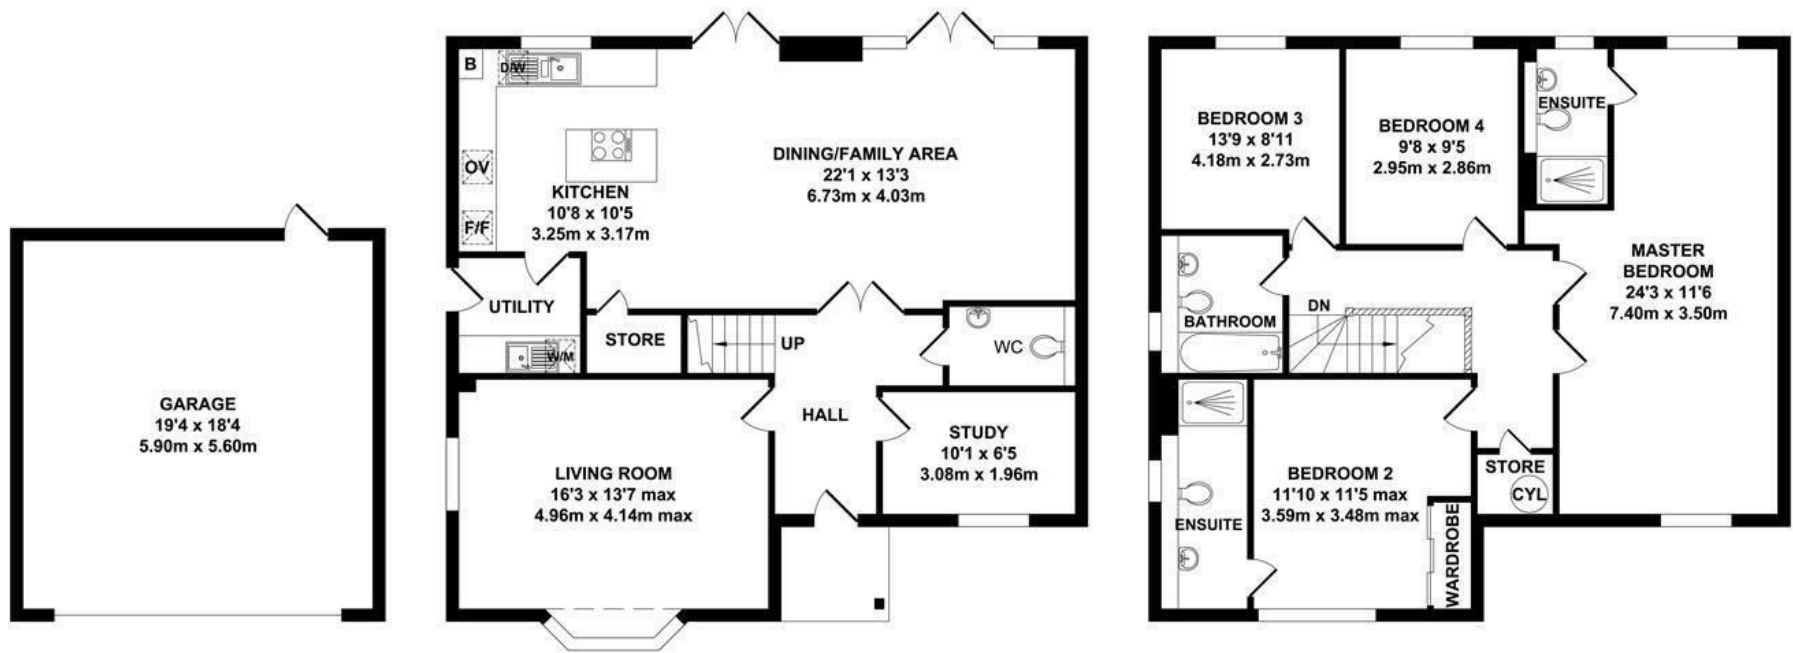 GARAGE
19'4 x 18'4
5.90m x 5.60m
B
D/W
OV
F/F
KITCHEN
10'8 x 10'5
3.25m x 3.17m
DINING/FAMILY AREA
22'1 x 13'3
6.73m x 4.03m
UTILITY
W/M
STORE
UP
WC
HALL
LIVING ROOM
16'3 x 13'7 max
4.96m x 4.14m max
STUDY
10'1 x 6'5
3.08m x 1.96m
BEDROOM 3
13'9 x 8'11
4.18m x 2.73m
BEDROOM 4
9'8 x 9'5
2.95m x 2.86m
ENSUITE
MASTER
BEDROOM
24'3 x 11'6
7.40m x 3.50m
BATHROOM
DN
BEDROOM 2
11'10 x 11'5 max
3.59m x 3.48m max
ENSUITE
STORE
CYL
WARDROBE